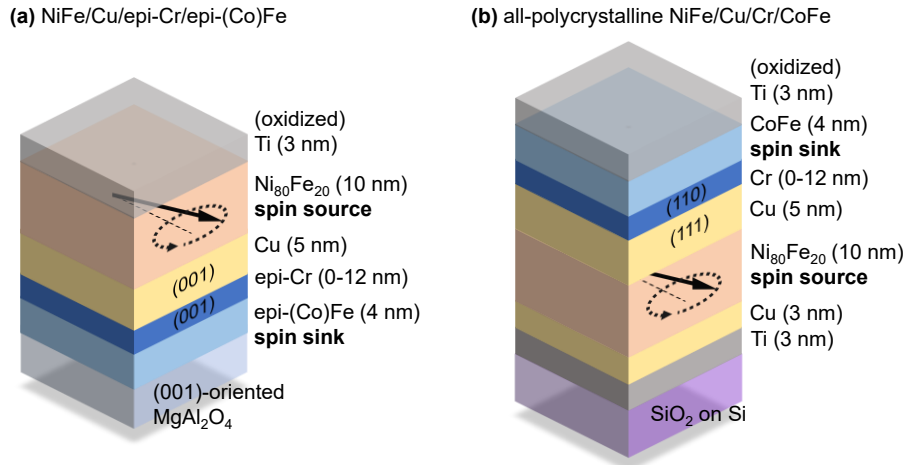 (a) NiFe/Cu/epi-Cr/epi-(Co)Fe
(oxidized)
Ti (3 nm)
Ni₈₀Fe₂₀ (10 nm)
spin source
Cu (5 nm)
(001)
epi-Cr (0-12 nm)
(001)
epi-(Co)Fe (4 nm)
spin sink
(001)-oriented
MgAl₂O₄
(b) all-polycrystalline NiFe/Cu/Cr/CoFe
(oxidized)
Ti (3 nm)
CoFe (4 nm)
spin sink
Cr (0-12 nm)
(110)
Cu (5 nm)
(111)
Ni₈₀Fe₂₀ (10 nm)
spin source
Cu (3 nm)
Ti (3 nm)
SiO₂ on Si